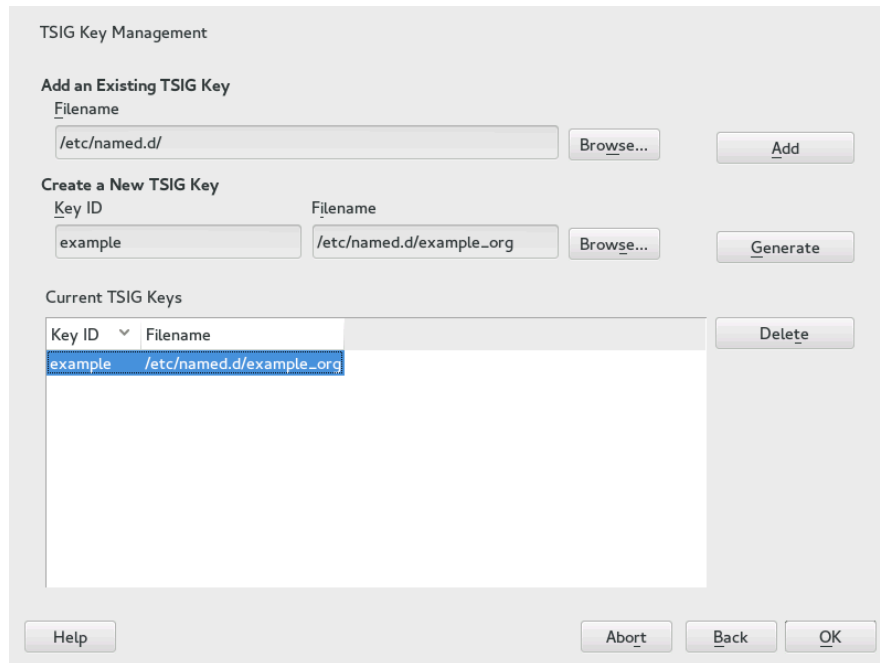 TSIG Key Management
Add an Existing TSIG Key
Filename
/etc/named.d/ Browse... Add
Create a New TSIG Key
Key ID Filename
example /etc/named.d/example_org Browse... Generate
Current TSIG Keys
Key ID Filename Delete
example /etc/named.d/example_org
Help Abort Back OK